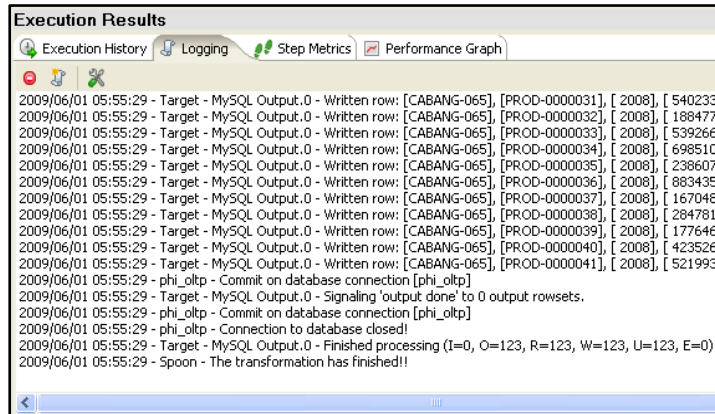 Execution Results
Execution History Logging Step Metrics Performance Graph
2009/06/01 05:55:29 - Target - MySQL Output.0 - Written row: [CABANG-065], [PROD-0000031], [ 2008], [ 540233
2009/06/01 05:55:29 - Target - MySQL Output.0 - Written row: [CABANG-065], [PROD-0000032], [ 2008], [ 188477
2009/06/01 05:55:29 - Target - MySQL Output.0 - Written row: [CABANG-065], [PROD-0000033], [ 2008], [ 539266
2009/06/01 05:55:29 - Target - MySQL Output.0 - Written row: [CABANG-065], [PROD-0000034], [ 2008], [ 698510
2009/06/01 05:55:29 - Target - MySQL Output.0 - Written row: [CABANG-065], [PROD-0000035], [ 2008], [ 238607
2009/06/01 05:55:29 - Target - MySQL Output.0 - Written row: [CABANG-065], [PROD-0000036], [ 2008], [ 883435
2009/06/01 05:55:29 - Target - MySQL Output.0 - Written row: [CABANG-065], [PROD-0000037], [ 2008], [ 167048
2009/06/01 05:55:29 - Target - MySQL Output.0 - Written row: [CABANG-065], [PROD-0000038], [ 2008], [ 284781
2009/06/01 05:55:29 - Target - MySQL Output.0 - Written row: [CABANG-065], [PROD-0000039], [ 2008], [ 177646
2009/06/01 05:55:29 - Target - MySQL Output.0 - Written row: [CABANG-065], [PROD-0000040], [ 2008], [ 423526
2009/06/01 05:55:29 - Target - MySQL Output.0 - Written row: [CABANG-065], [PROD-0000041], [ 2008], [ 521993
2009/06/01 05:55:29 - phi_oltp - Commit on database connection [phi_oltp]
2009/06/01 05:55:29 - Target - MySQL Output.0 - Signaling 'output done' to 0 output rowsets.
2009/06/01 05:55:29 - phi_oltp - Commit on database connection [phi_oltp]
2009/06/01 05:55:29 - phi_oltp - Connection to database closed!
2009/06/01 05:55:29 - Target - MySQL Output.0 - Finished processing (I=0, O=123, R=123, W=123, U=123, E=0)
2009/06/01 05:55:29 - Spoon - The transformation has finished!!